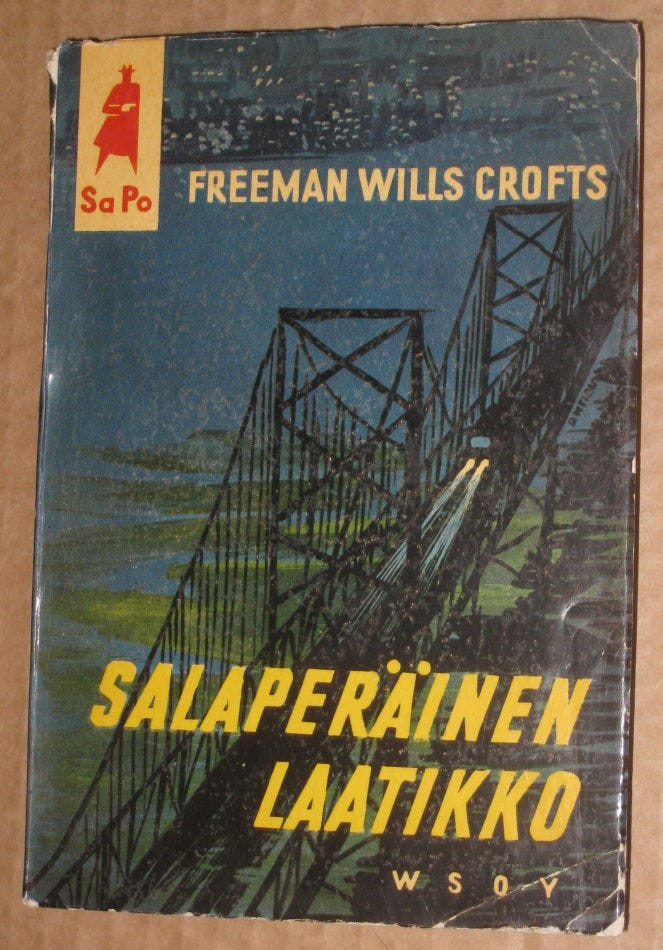 Sa Po
FREEMAN WILLS CROFTS
SALAPERÄINEN
LAATIKKO
WSOY